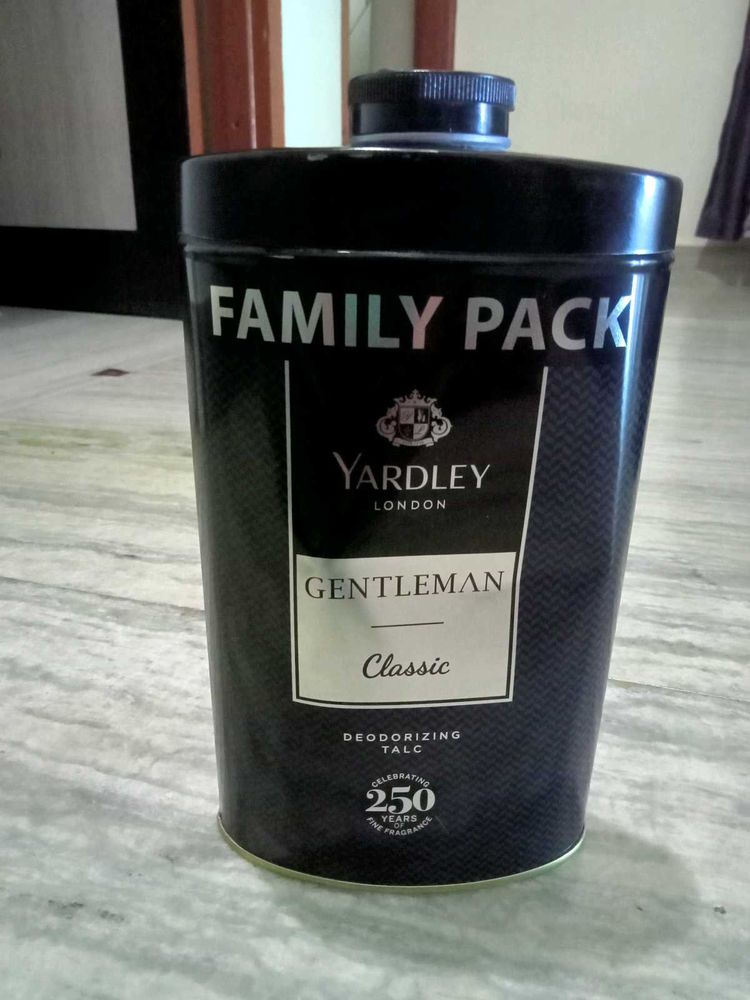 FAMILY PACK
YARDLEY
LONDON
GENTLEMAN
Classic
DEODORIZING
TALC
CELEBRATING
250
YEARS
OF
FINE FRAGRANCE